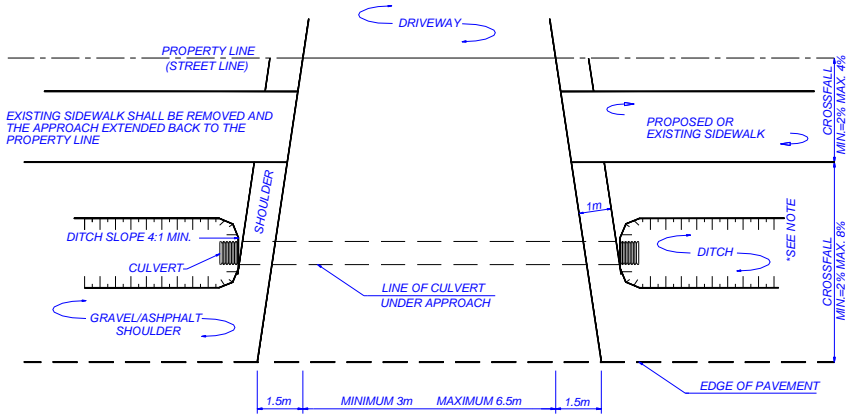 DRIVEWAY
PROPERTY LINE
(STREET LINE)
EXISTING SIDEWALK SHALL BE REMOVED AND
THE APPROACH EXTENDED BACK TO THE
PROPERTY LINE
PROPOSED OR
EXISTING SIDEWALK
CROSSFALL
MIN.=2% MAX. 4%
SHOULDER
1m
DITCH SLOPE 4:1 MIN.
CULVERT
DITCH
*SEE NOTE
CROSSFALL
MIN.=2% MAX. 8%
LINE OF CULVERT
UNDER APPROACH
GRAVEL/ASHPHALT
SHOULDER
EDGE OF PAVEMENT
1.5m
MINIMUM 3m MAXIMUM 6.5m
1.5m